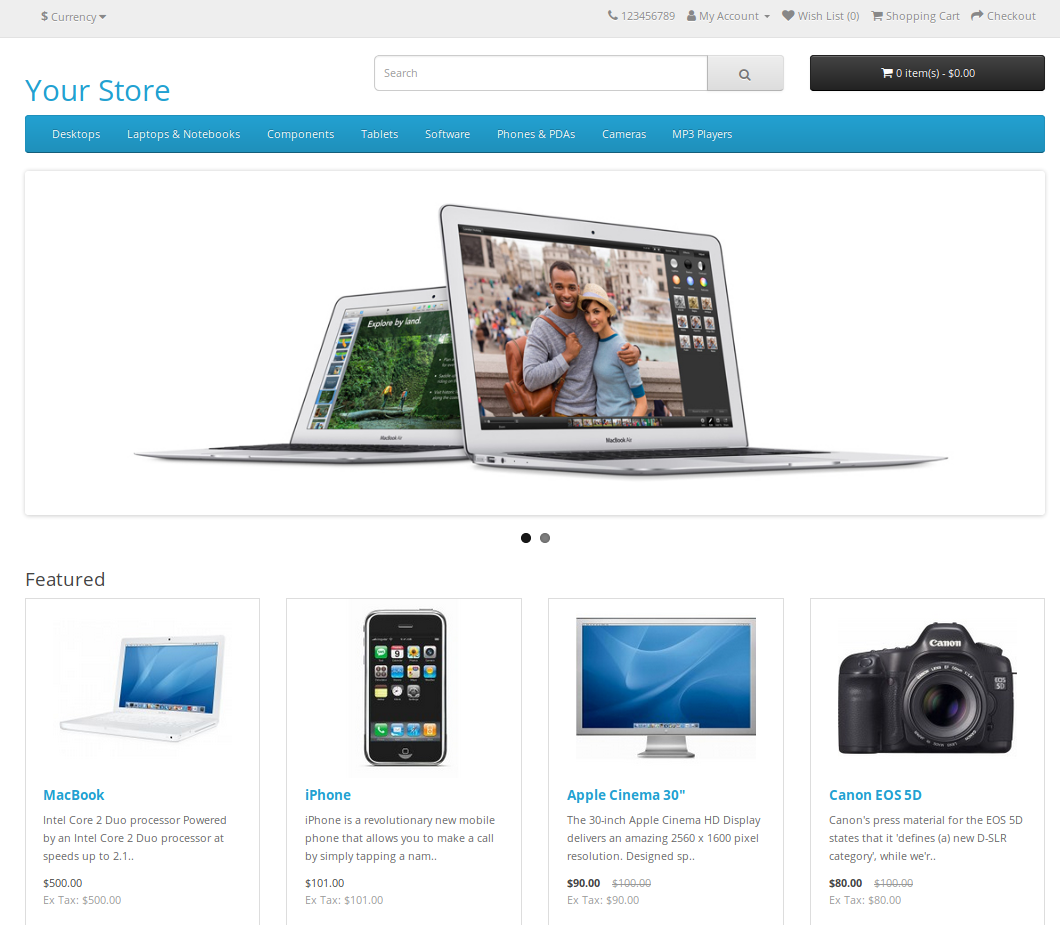 $ Currency
123456789 My Account Wish List (0) Shopping Cart Checkout
Your Store
Search
0 item(s) - $0.00
Desktops Laptops & Notebooks Components Tablets Software Phones & PDAs Cameras MP3 Players
Explore by land.
MacBook Air
MacBook Air
Featured
Canon
EOS
5D
MacBook
Intel Core 2 Duo processor Powered
by an Intel Core 2 Duo processor at
speeds up to 2.1..
$500.00
Ex Tax: $500.00
iPhone
iPhone is a revolutionary new mobile
phone that allows you to make a call
by simply tapping a nam..
$101.00
Ex Tax: $101.00
Apple Cinema 30"
The 30-inch Apple Cinema HD Display
delivers an amazing 2560 x 1600 pixel
resolution. Designed sp..
$90.00 $100.00
Ex Tax: $90.00
Canon EOS 5D
Canon's press material for the EOS 5D
states that it 'defines (a) new D-SLR
category', while we'r..
$80.00 $100.00
Ex Tax: $80.00